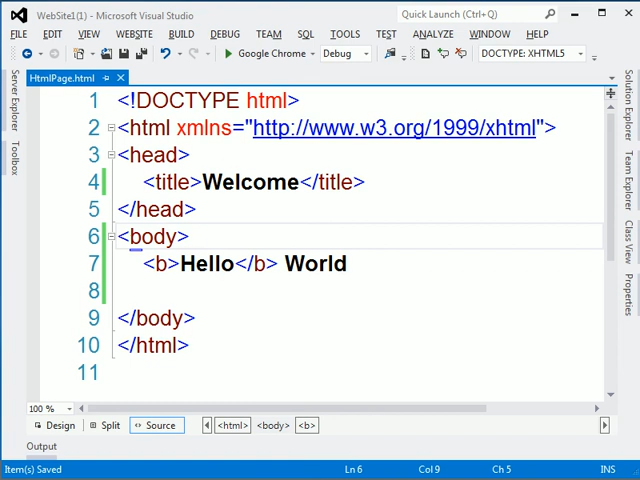 WebSite1(1) - Microsoft Visual Studio
Quick Launch (Ctrl+Q)
FILE EDIT VIEW WEBSITE BUILD DEBUG TEAM SQL TOOLS TEST ANALYZE WINDOW HELP
Google Chrome Debug DOCTYPE: XHTML5
HtmlPage.html
Server Explorer
Toolbox
1 <!DOCTYPE html>
2 <html xmlns="http://www.w3.org/1999/xhtml">
3 <head>
4 <title>Welcome</title>
5 </head>
6 <body>
7 <b>Hello</b> World
8
9 </body>
10 </html>
11
Solution Explorer
Team Explorer
Class View
Properties
100 %
Design Split Source <html> <body> <b>
Output
Item(s) Saved Ln 6 Col 9 Ch 5 INS